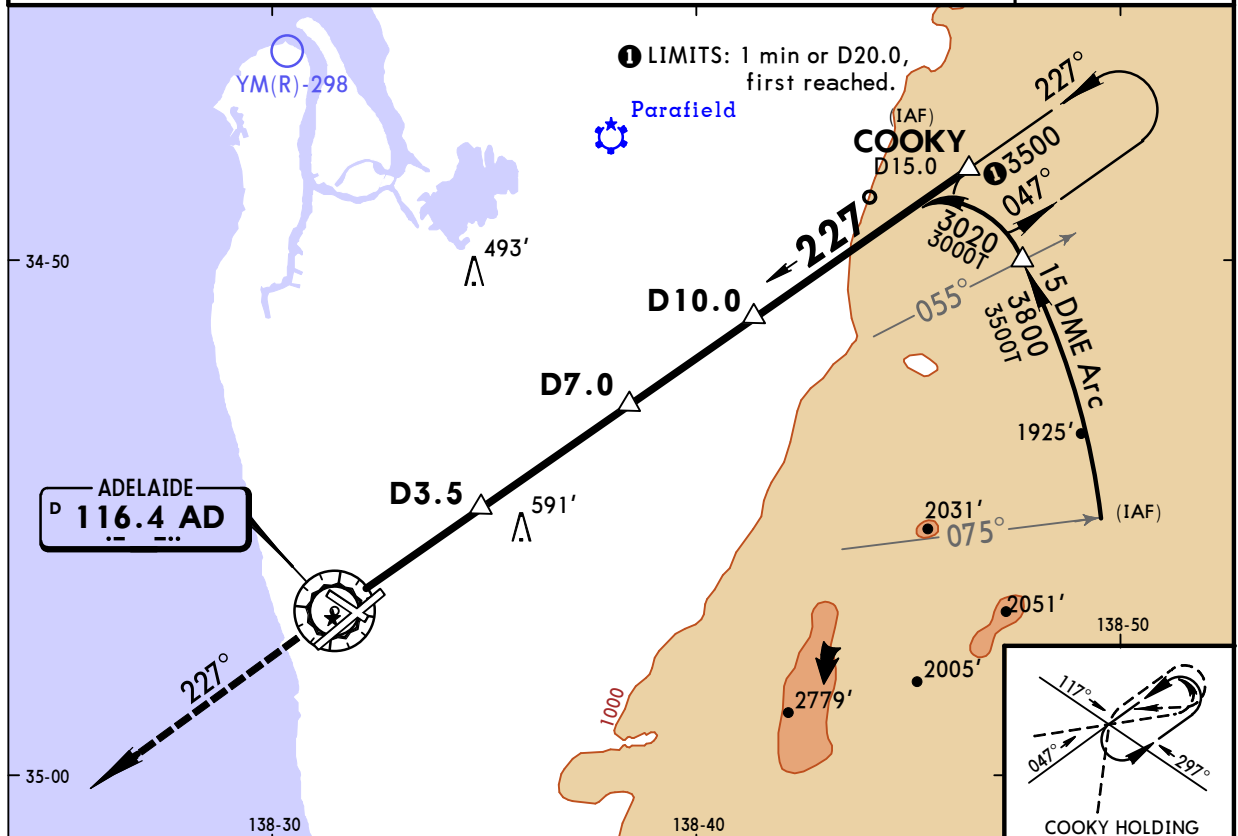 ❶ LIMITS: 1 min or D20.0,
first reached.
YM(R)-298
Parafield
(IAF)
COOKY
D15.0
227°
❶3500
047°
227°
3020
3000T
493'
34-50
055°
15 DME Arc
3800
3500T
D10.0
D7.0
1925'
ADELAIDE
D 116.4 AD
.- -..
D3.5
591'
2031'
075°
(IAF)
2051'
138-50
227°
2005'
2779'
1000
117°
047°
297°
35-00
138-30
138-40
COOKY HOLDING